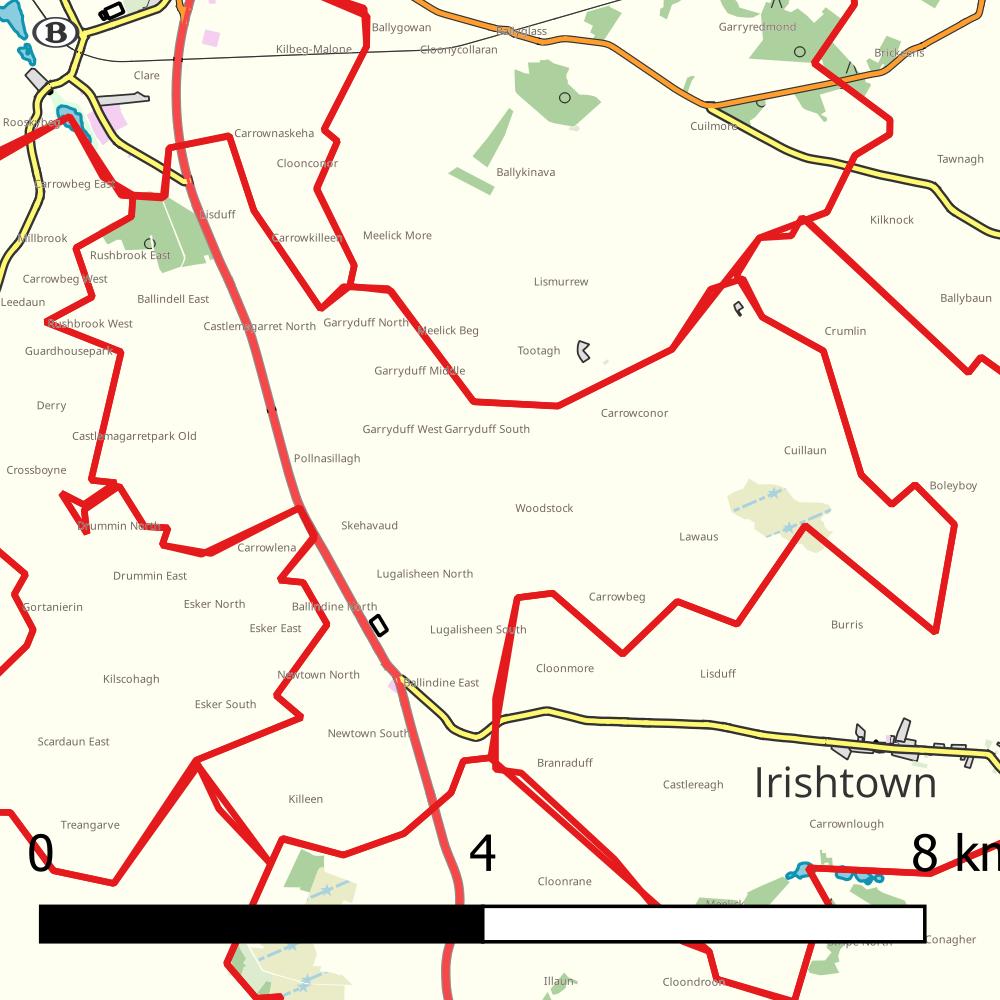 Ballygowan
Ballyglass
Garryredmond
B
Kilbeg-Malone
Cloonycollaran
Brickeens
Clare
Rooskybeg
Carrownaskeha
Cuilmore
Tawnagh
Cloonconor
Ballykinava
Carrowbeg East
Lisduff
Kilknock
Millbrook
Carrowkilleen
Meelick More
Rushbrook East
Carrowbeg West
Lismurrew
Leedaun
Ballindell East
Ballybaun
Rushbrook West
Castlemagarret North
Garryduff North
Meelick Beg
Crumlin
Guardhousepark
Tootagh
Garryduff Middle
Derry
Carrowconor
Castlemagarretpark Old
Garryduff West
Garryduff South
Cuillaun
Crossboyne
Pollnasillagh
Boleyboy
Woodstock
Drummin North
Skehavaud
Lawaus
Carrowlena
Drummin East
Lugalisheen North
Carrowbeg
Gortanierin
Esker North
Ballindine North
Esker East
Lugalisheen South
Burris
Cloonmore
Lisduff
Kilscohagh
Newtown North
Ballindine East
Esker South
Scardaun East
Newtown South
Branraduff
Castlereagh
Irishtown
Killeen
Treangarve
Carrownlough
0 4 8 km
Cloonrane
Meelick
Conagher
Illaun
Cloondroon